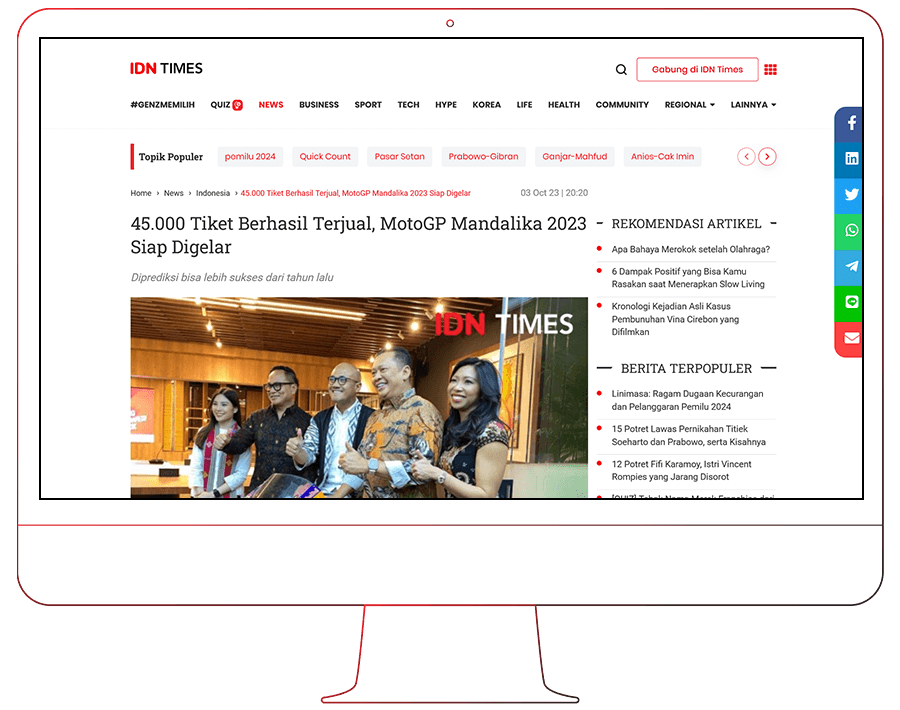 IDN TIMES
Gabung di IDN Times
#GENZMEMILIH QUIZ NEWS BUSINESS SPORT TECH HYPE KOREA LIFE HEALTH COMMUNITY REGIONAL LAINNYA
Topik Populer pemilu 2024 Quick Count Pasar Setan Prabowo-Gibran Ganjar-Mahfud Anies-Cak Imin
Home > News > Indonesia > 45.000 Tiket Berhasil Terjual, MotoGP Mandalika 2023 Siap Digelar
03 Oct 23 | 20:20
45.000 Tiket Berhasil Terjual, MotoGP Mandalika 2023
Siap Digelar
Diprediksi bisa lebih sukses dari tahun lalu
IDN TIMES
REKOMENDASI ARTIKEL
Apa Bahaya Merokok setelah Olahraga?
6 Dampak Positif yang Bisa Kamu
Rasakan saat Menerapkan Slow Living
Kronologi Kejadian Asli Kasus
Pembunuhan Vina Cirebon yang
Difilmkan
BERITA TERPOPULER
Linimasa: Ragam Dugaan Kecurangan
dan Pelanggaran Pemilu 2024
15 Potret Lawas Pernikahan Titiek
Soeharto dan Prabowo, serta Kisahnya
12 Potret Fifi Karamoy, Istri Vincent
Rompies yang Jarang Disorot